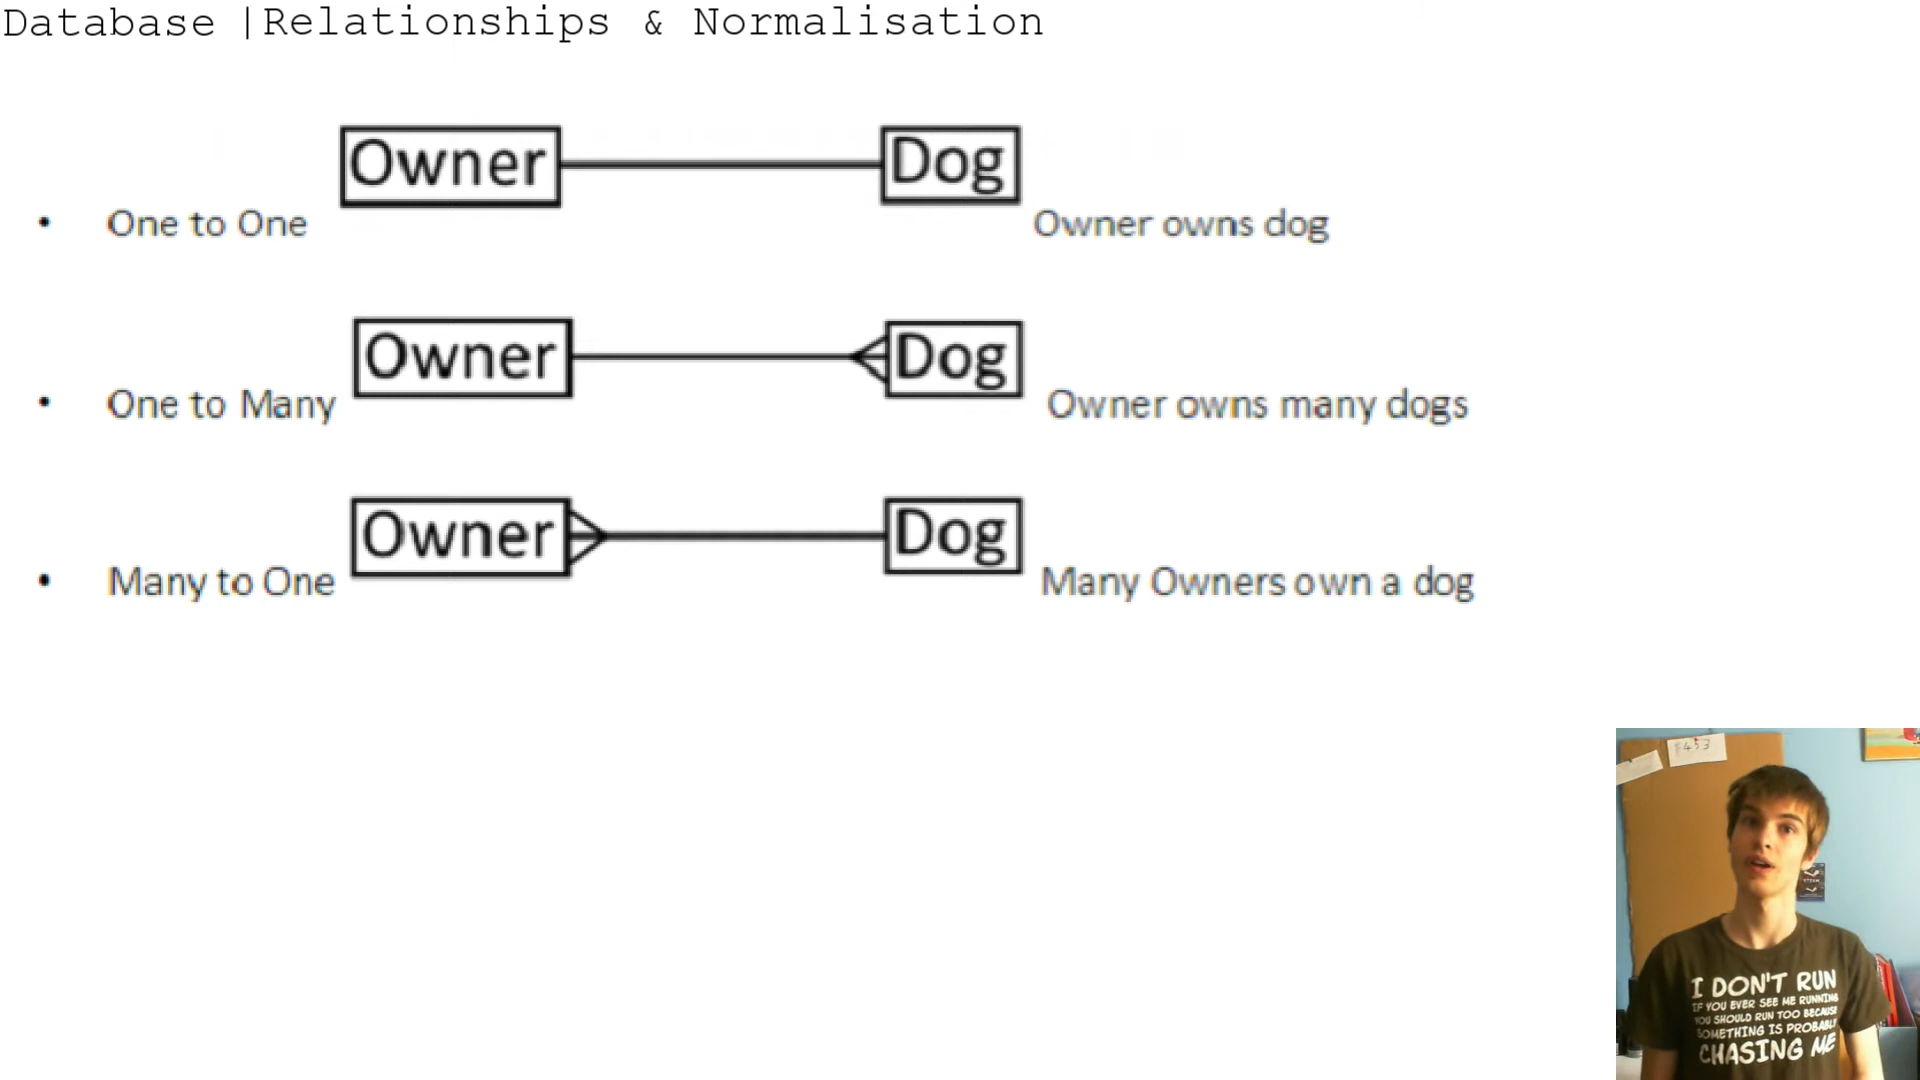 Database |Relationships & Normalisation
Owner Dog
• One to One Owner owns dog
Owner Dog
• One to Many Owner owns many dogs
Owner Dog
• Many to One Many Owners own a dog
F453
STEAM
I DON'T RUN
IF YOU EVER SEE ME RUNNING
YOU SHOULD RUN TOO BECAUSE
SOMETHING IS PROBABLY
CHASING ME